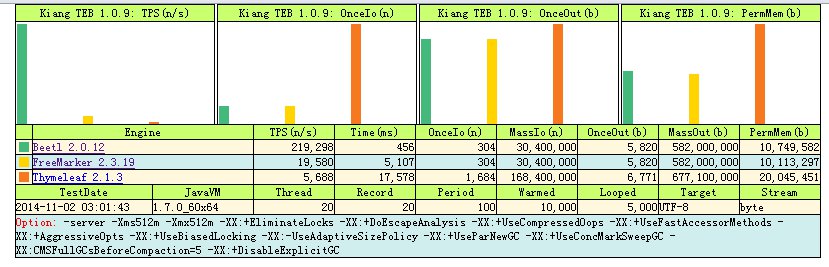 Kiang TEB 1.0.9: TPS(n/s) Kiang TEB 1.0.9: OnceIo(n) Kiang TEB 1.0.9: OnceOut(b) Kiang TEB 1.0.9: PermMem(b)
Engine TPS(n/s) Time(ms) OnceIo(n) MassIo(n) OnceOut(b) MassOut(b) PermMem(b)
Beetl 2.0.12 219,298 456 304 30,400,000 5,820 582,000,000 10,749,582
FreeMarker 2.3.19 19,580 5,107 304 30,400,000 5,820 582,000,000 10,113,297
Thymeleaf 2.1.3 5,688 17,578 1,684 168,400,000 6,771 677,100,000 20,045,451
TestDate JavaVM Thread Record Period Warmed Looped Target Stream
2014-11-02 03:01:43 1.7.0_60x64 20 20 100 10,000 5,000 UTF-8 byte
Option: -server -Xms512m -Xmx512m -XX:+EliminateLocks -XX:+DoEscapeAnalysis -XX:+UseCompressedOops -XX:+UseFastAccessorMethods -
XX:+AggressiveOpts -XX:+UseBiasedLocking -XX:-UseAdaptiveSizePolicy -XX:+UseParNewGC -XX:+UseConcMarkSweepGC -
XX:CMSFullGCsBeforeCompaction=5 -XX:+DisableExplicitGC